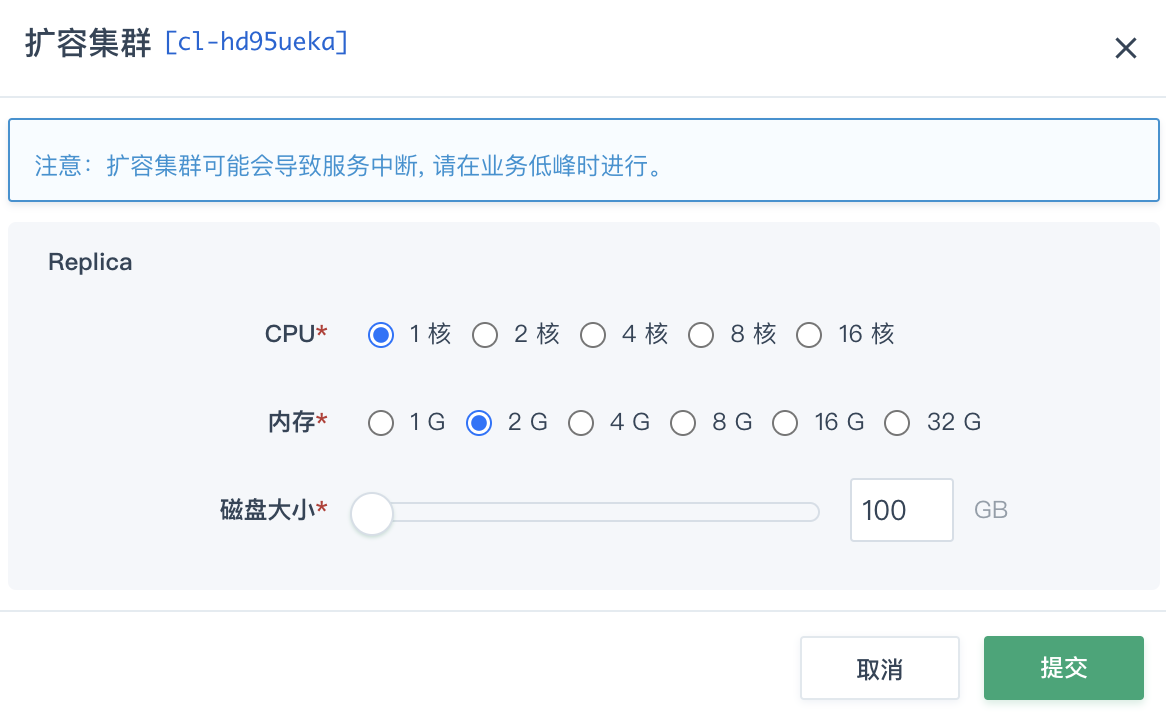 扩容集群 [cl-hd95ueka]
注意：扩容集群可能会导致服务中断, 请在业务低峰时进行。
Replica
CPU* 1 核 2 核 4 核 8 核 16 核
内存* 1 G 2 G 4 G 8 G 16 G 32 G
磁盘大小* 100 GB
取消 提交